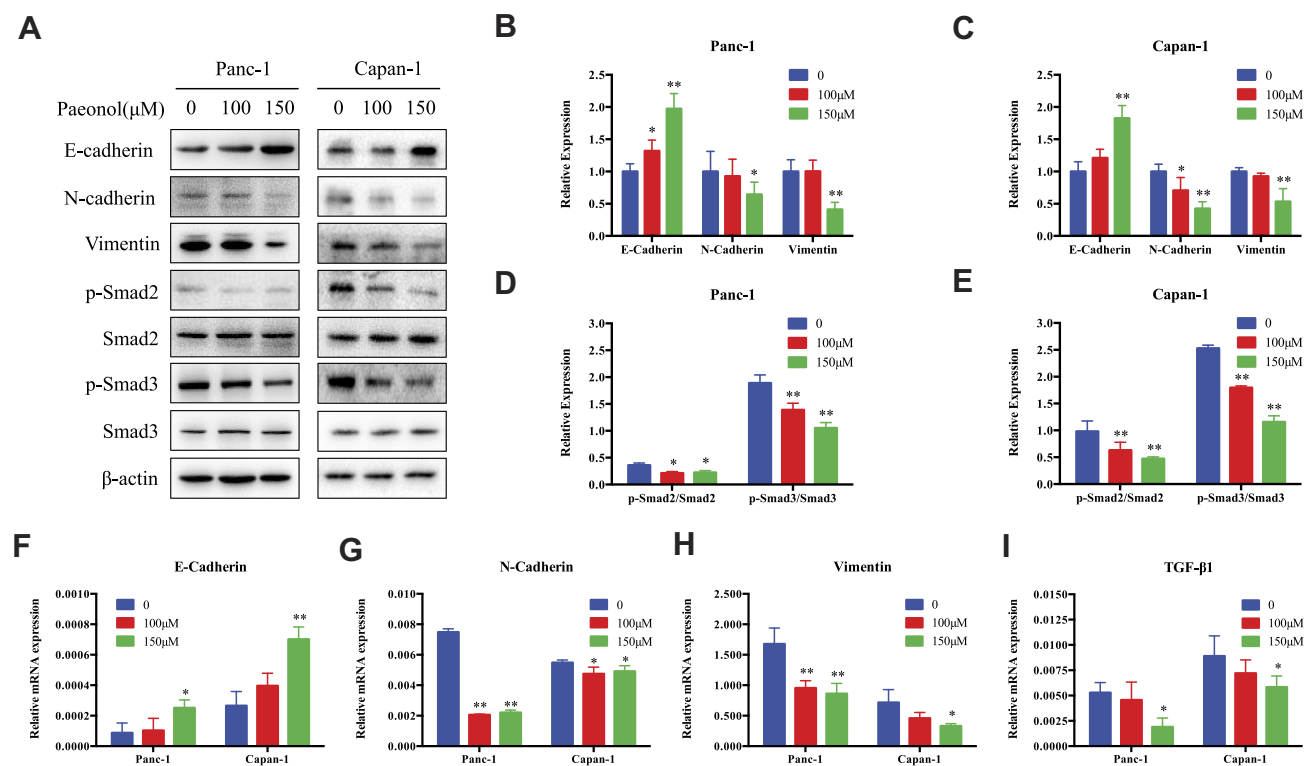 A
Panc-1 Capan-1
Paeonol(μM) 0 100 150 0 100 150
E-cadherin
N-cadherin
Vimentin
p-Smad2
Smad2
p-Smad3
Smad3
β-actin
B
Panc-1
Relative Expression
2.5
2.0
1.5
1.0
0.5
0.0
0
100μM
150μM
* ** * **
E-Cadherin N-Cadherin Vimentin
C
Capan-1
Relative Expression
2.5
2.0
1.5
1.0
0.5
0.0
0
100μM
150μM
** * ** **
E-Cadherin N-Cadherin Vimentin
D
Panc-1
Relative Expression
3.0
2.5
2.0
1.5
1.0
0.5
0.0
0
100μM
150μM
* * ** **
p-Smad2/Smad2 p-Smad3/Smad3
E
Capan-1
Relative Expression
3.0
2.5
2.0
1.5
1.0
0.5
0.0
0
100μM
150μM
** ** ** **
p-Smad2/Smad2 p-Smad3/Smad3
F
E-Cadherin
Relative mRNA expression
0.0010
0.0008
0.0006
0.0004
0.0002
0.0000
0
100μM
150μM
* **
Panc-1 Capan-1
G
N-Cadherin
Relative mRNA expression
0.010
0.008
0.006
0.004
0.002
0.000
0
100μM
150μM
** ** * *
Panc-1 Capan-1
H
Vimentin
Relative mRNA expression
2.500
2.000
1.500
1.000
0.500
0.000
0
100μM
150μM
** ** *
Panc-1 Capan-1
I
TGF-β1
Relative mRNA expression
0.0150
0.0125
0.0100
0.0075
0.0050
0.0025
0.0000
0
100μM
150μM
* *
Panc-1 Capan-1